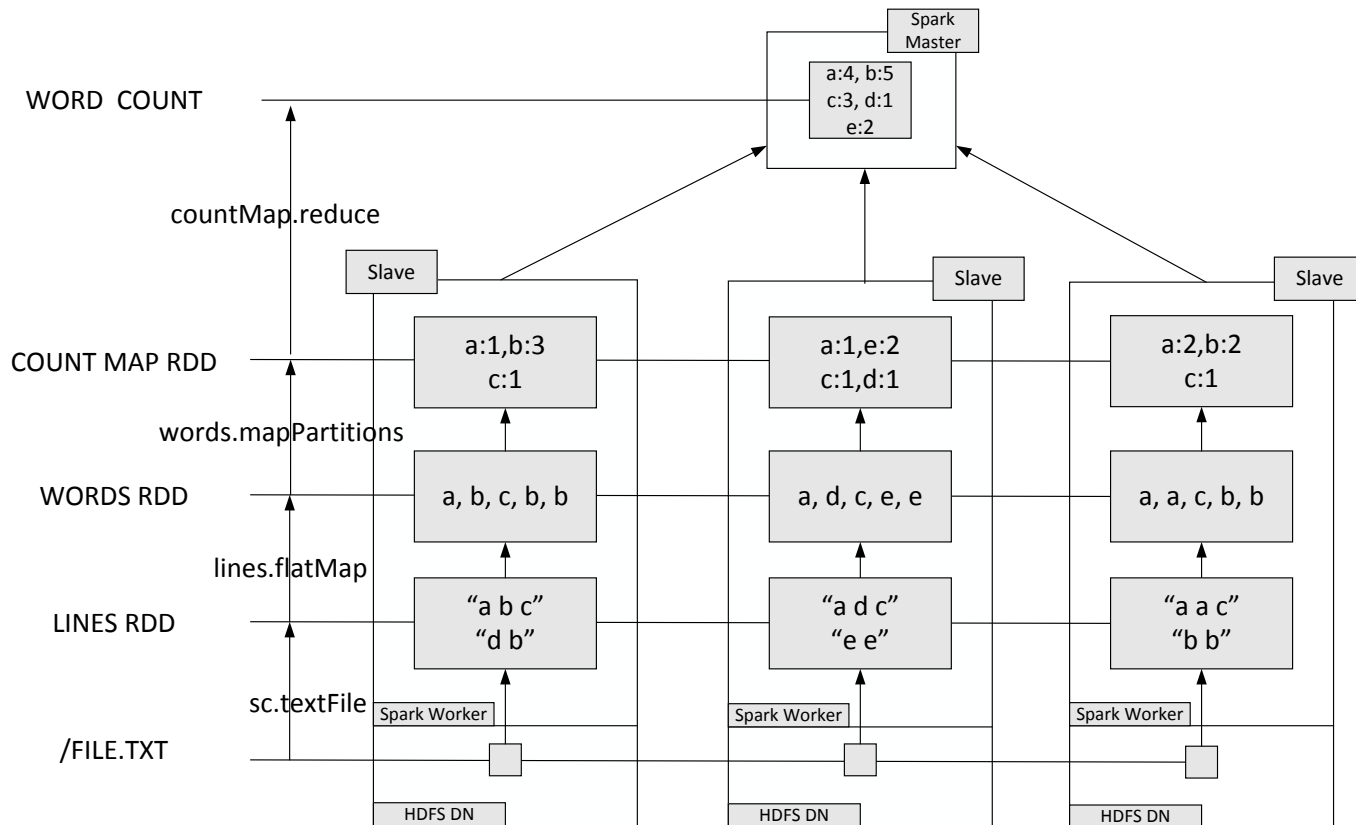 Spark
Master
a:4, b:5
c:3, d:1
e:2
WORD COUNT
countMap.reduce
Slave
Slave
Slave
COUNT MAP RDD
a:1,b:3
c:1
a:1,e:2
c:1,d:1
a:2,b:2
c:1
words.mapPartitions
WORDS RDD
a, b, c, b, b
a, d, c, e, e
a, a, c, b, b
lines.flatMap
LINES RDD
“a b c”
“d b”
“a d c”
“e e”
“a a c”
“b b”
sc.textFile
Spark Worker
Spark Worker
Spark Worker
/FILE.TXT
HDFS DN
HDFS DN
HDFS DN